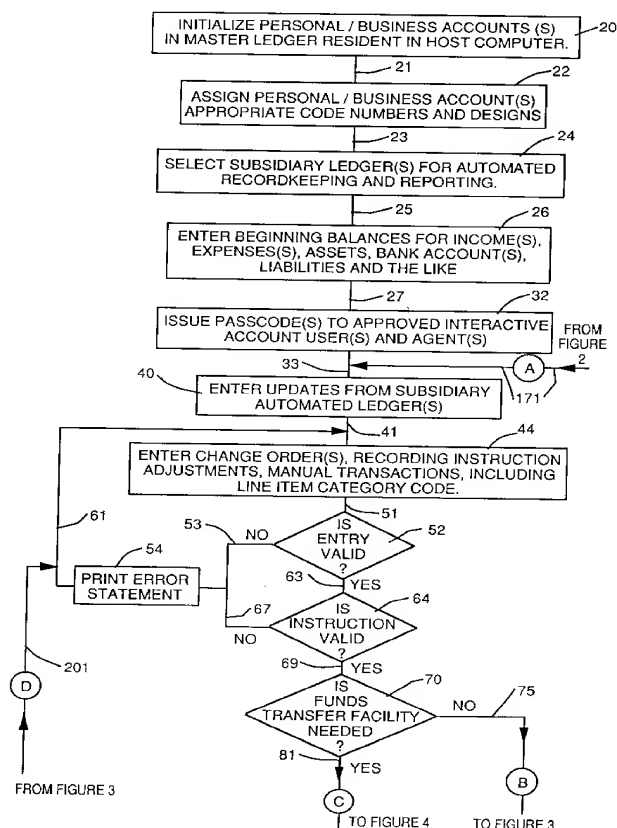 INITIALIZE PERSONAL / BUSINESS ACCOUNTS (S)
IN MASTER LEDGER RESIDENT IN HOST COMPUTER.
20
21
22
ASSIGN PERSONAL / BUSINESS ACCOUNT(S)
APPROPRIATE CODE NUMBERS AND DESIGNS
23
24
SELECT SUBSIDIARY LEDGER(S) FOR AUTOMATED
RECORDKEEPING AND REPORTING.
25
26
ENTER BEGINNING BALANCES FOR INCOME(S),
EXPENSES(S), ASSETS, BANK ACCOUNT(S),
LIABILITIES AND THE LIKE
27
32
ISSUE PASSCODE(S) TO APPROVED INTERACTIVE
ACCOUNT USER(S) AND AGENT(S)
FROM
FIGURE
2
A
171
33
40
ENTER UPDATES FROM SUBSIDIARY
AUTOMATED LEDGER(S)
41
44
ENTER CHANGE ORDER(S), RECORDING INSTRUCTION
ADJUSTMENTS, MANUAL TRANSACTIONS, INCLUDING
LINE ITEM CATEGORY CODE.
51
61
53
NO
IS
ENTRY
VALID
?
52
54
PRINT ERROR
STATEMENT
63
YES
64
67
NO
IS
INSTRUCTION
VALID
?
69
YES
70
201
D
FROM FIGURE 3
IS
FUNDS
TRANSFER FACILITY
NEEDED
?
NO
75
81
YES
B
C
TO FIGURE 4
TO FIGURE 3